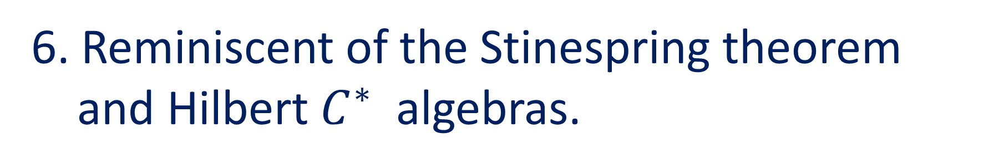 6. Reminiscent of the Stinespring theorem
and Hilbert C* algebras.